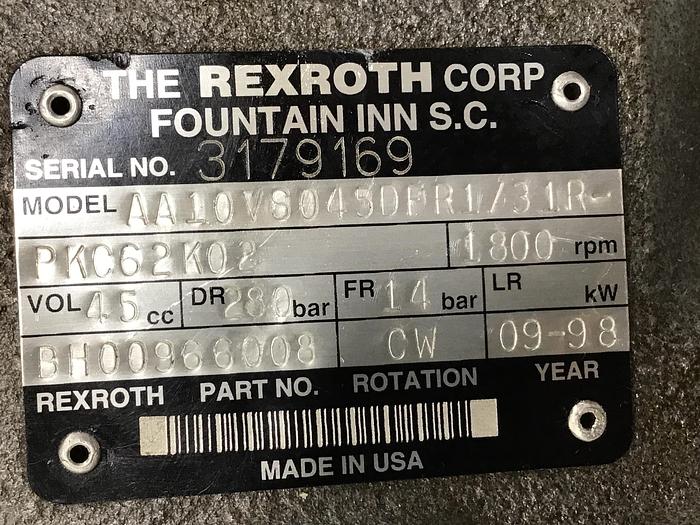 THE REXROTH CORP
FOUNTAIN INN S.C.
SERIAL NO. 3179169
MODEL AA10VSO45DFR1/31R-
PKC62K02 1800 rpm
VOL 45 cc DR 280 bar FR 14 bar LR kW
BH00966008 CW 09-98
REXROTH PART NO. ROTATION YEAR
MADE IN USA